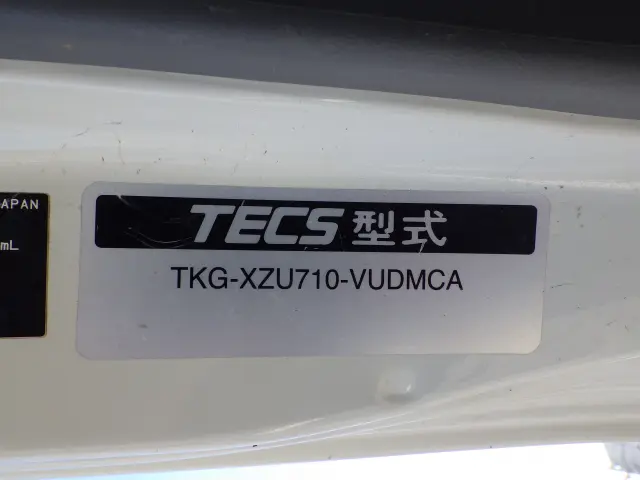 APAN
mL
TECS 型式
TKG-XZU710-VUDMCA